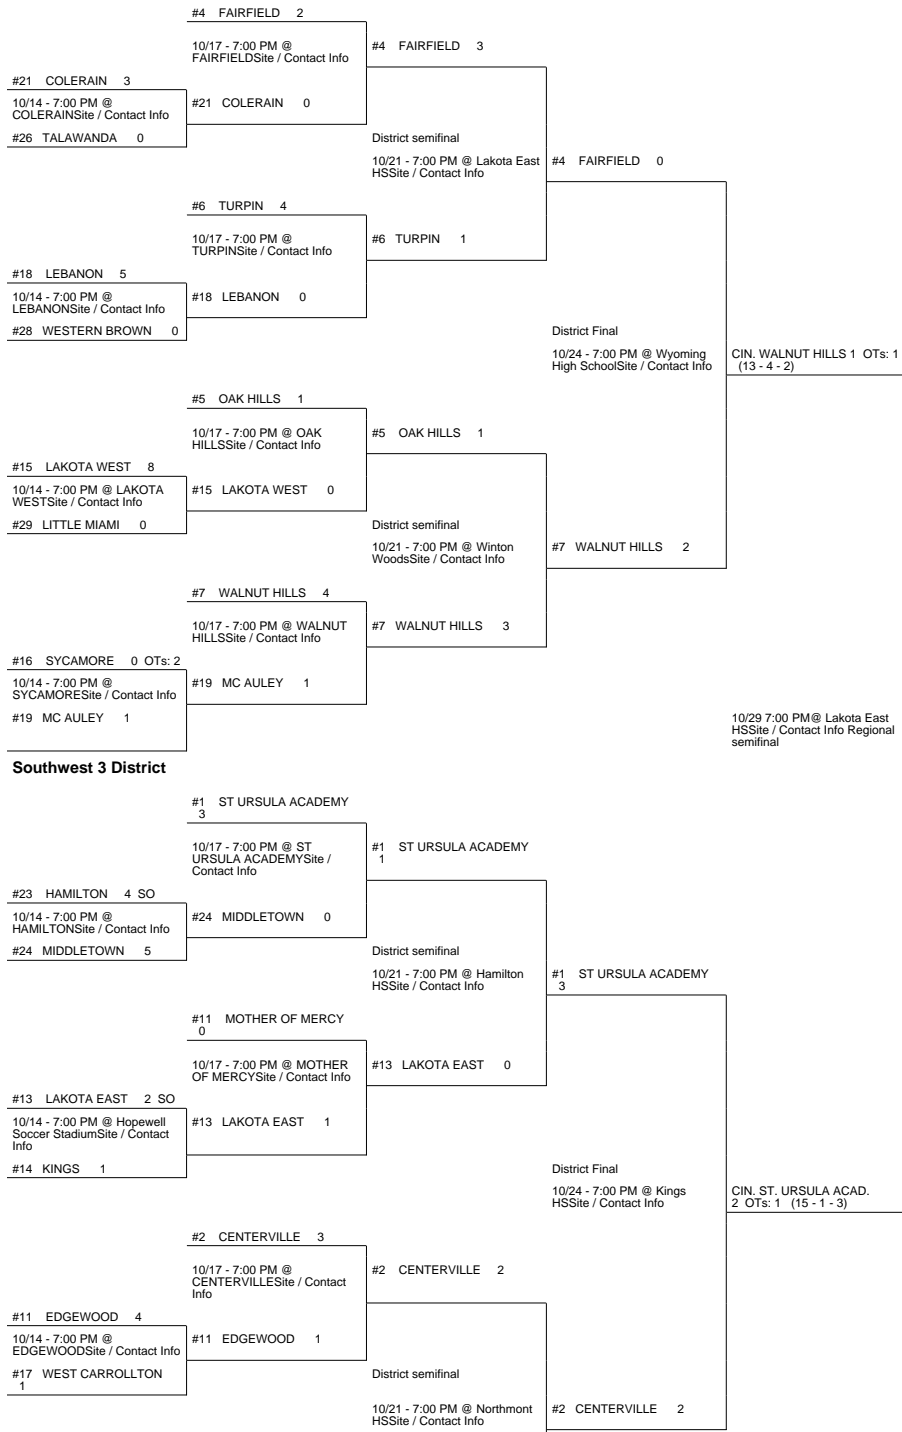 #4 FAIRFIELD 2
10/17 - 7:00 PM @
FAIRFIELDSite / Contact Info
#4 FAIRFIELD 3
#21 COLERAIN 3
10/14 - 7:00 PM @
COLERAINSite / Contact Info
#21 COLERAIN 0
#26 TALAWANDA 0
District semifinal
10/21 - 7:00 PM @ Lakota East
HSSite / Contact Info
#4 FAIRFIELD 0
#6 TURPIN 4
10/17 - 7:00 PM @
TURPINSite / Contact Info
#6 TURPIN 1
#18 LEBANON 5
10/14 - 7:00 PM @
LEBANONSite / Contact Info
#18 LEBANON 0
#28 WESTERN BROWN 0
District Final
10/24 - 7:00 PM @ Wyoming
High SchoolSite / Contact Info
CIN. WALNUT HILLS 1 OTs: 1
(13 - 4 - 2)
#5 OAK HILLS 1
10/17 - 7:00 PM @ OAK
HILLSSite / Contact Info
#5 OAK HILLS 1
#15 LAKOTA WEST 8
10/14 - 7:00 PM @ LAKOTA
WESTSite / Contact Info
#15 LAKOTA WEST 0
#29 LITTLE MIAMI 0
District semifinal
10/21 - 7:00 PM @ Winton
WoodsSite / Contact Info
#7 WALNUT HILLS 2
#7 WALNUT HILLS 4
10/17 - 7:00 PM @ WALNUT
HILLSSite / Contact Info
#7 WALNUT HILLS 3
#16 SYCAMORE 0 OTs: 2
10/14 - 7:00 PM @
SYCAMORESite / Contact Info
#19 MC AULEY 1
#19 MC AULEY 1
10/29 7:00 PM@ Lakota East
HSSite / Contact Info Regional
semifinal
Southwest 3 District
#1 ST URSULA ACADEMY
3
10/17 - 7:00 PM @ ST
URSULA ACADEMYSite /
Contact Info
#1 ST URSULA ACADEMY
1
#23 HAMILTON 4 SO
10/14 - 7:00 PM @
HAMILTONSite / Contact Info
#24 MIDDLETOWN 0
#24 MIDDLETOWN 5
District semifinal
10/21 - 7:00 PM @ Hamilton
HSSite / Contact Info
#1 ST URSULA ACADEMY
3
#11 MOTHER OF MERCY
0
10/17 - 7:00 PM @ MOTHER
OF MERCYSite / Contact Info
#13 LAKOTA EAST 0
#13 LAKOTA EAST 2 SO
10/14 - 7:00 PM @ Hopewell
Soccer StadiumSite / Contact
Info
#13 LAKOTA EAST 1
#14 KINGS 1
District Final
10/24 - 7:00 PM @ Kings
HSSite / Contact Info
CIN. ST. URSULA ACAD.
2 OTs: 1 (15 - 1 - 3)
#2 CENTERVILLE 3
10/17 - 7:00 PM @
CENTERVILLESite / Contact
Info
#2 CENTERVILLE 2
#11 EDGEWOOD 4
10/14 - 7:00 PM @
EDGEWOODSite / Contact Info
#11 EDGEWOOD 1
#17 WEST CARROLLTON
1
District semifinal
10/21 - 7:00 PM @ Northmont
HSSite / Contact Info
#2 CENTERVILLE 2